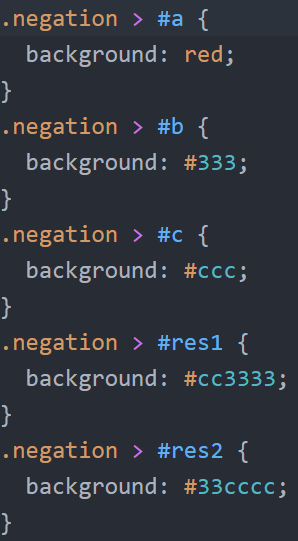 .negation > #a {
  background: red;
}
.negation > #b {
  background: #333;
}
.negation > #c {
  background: #ccc;
}
.negation > #res1 {
  background: #cc3333;
}
.negation > #res2 {
  background: #33cccc;
}